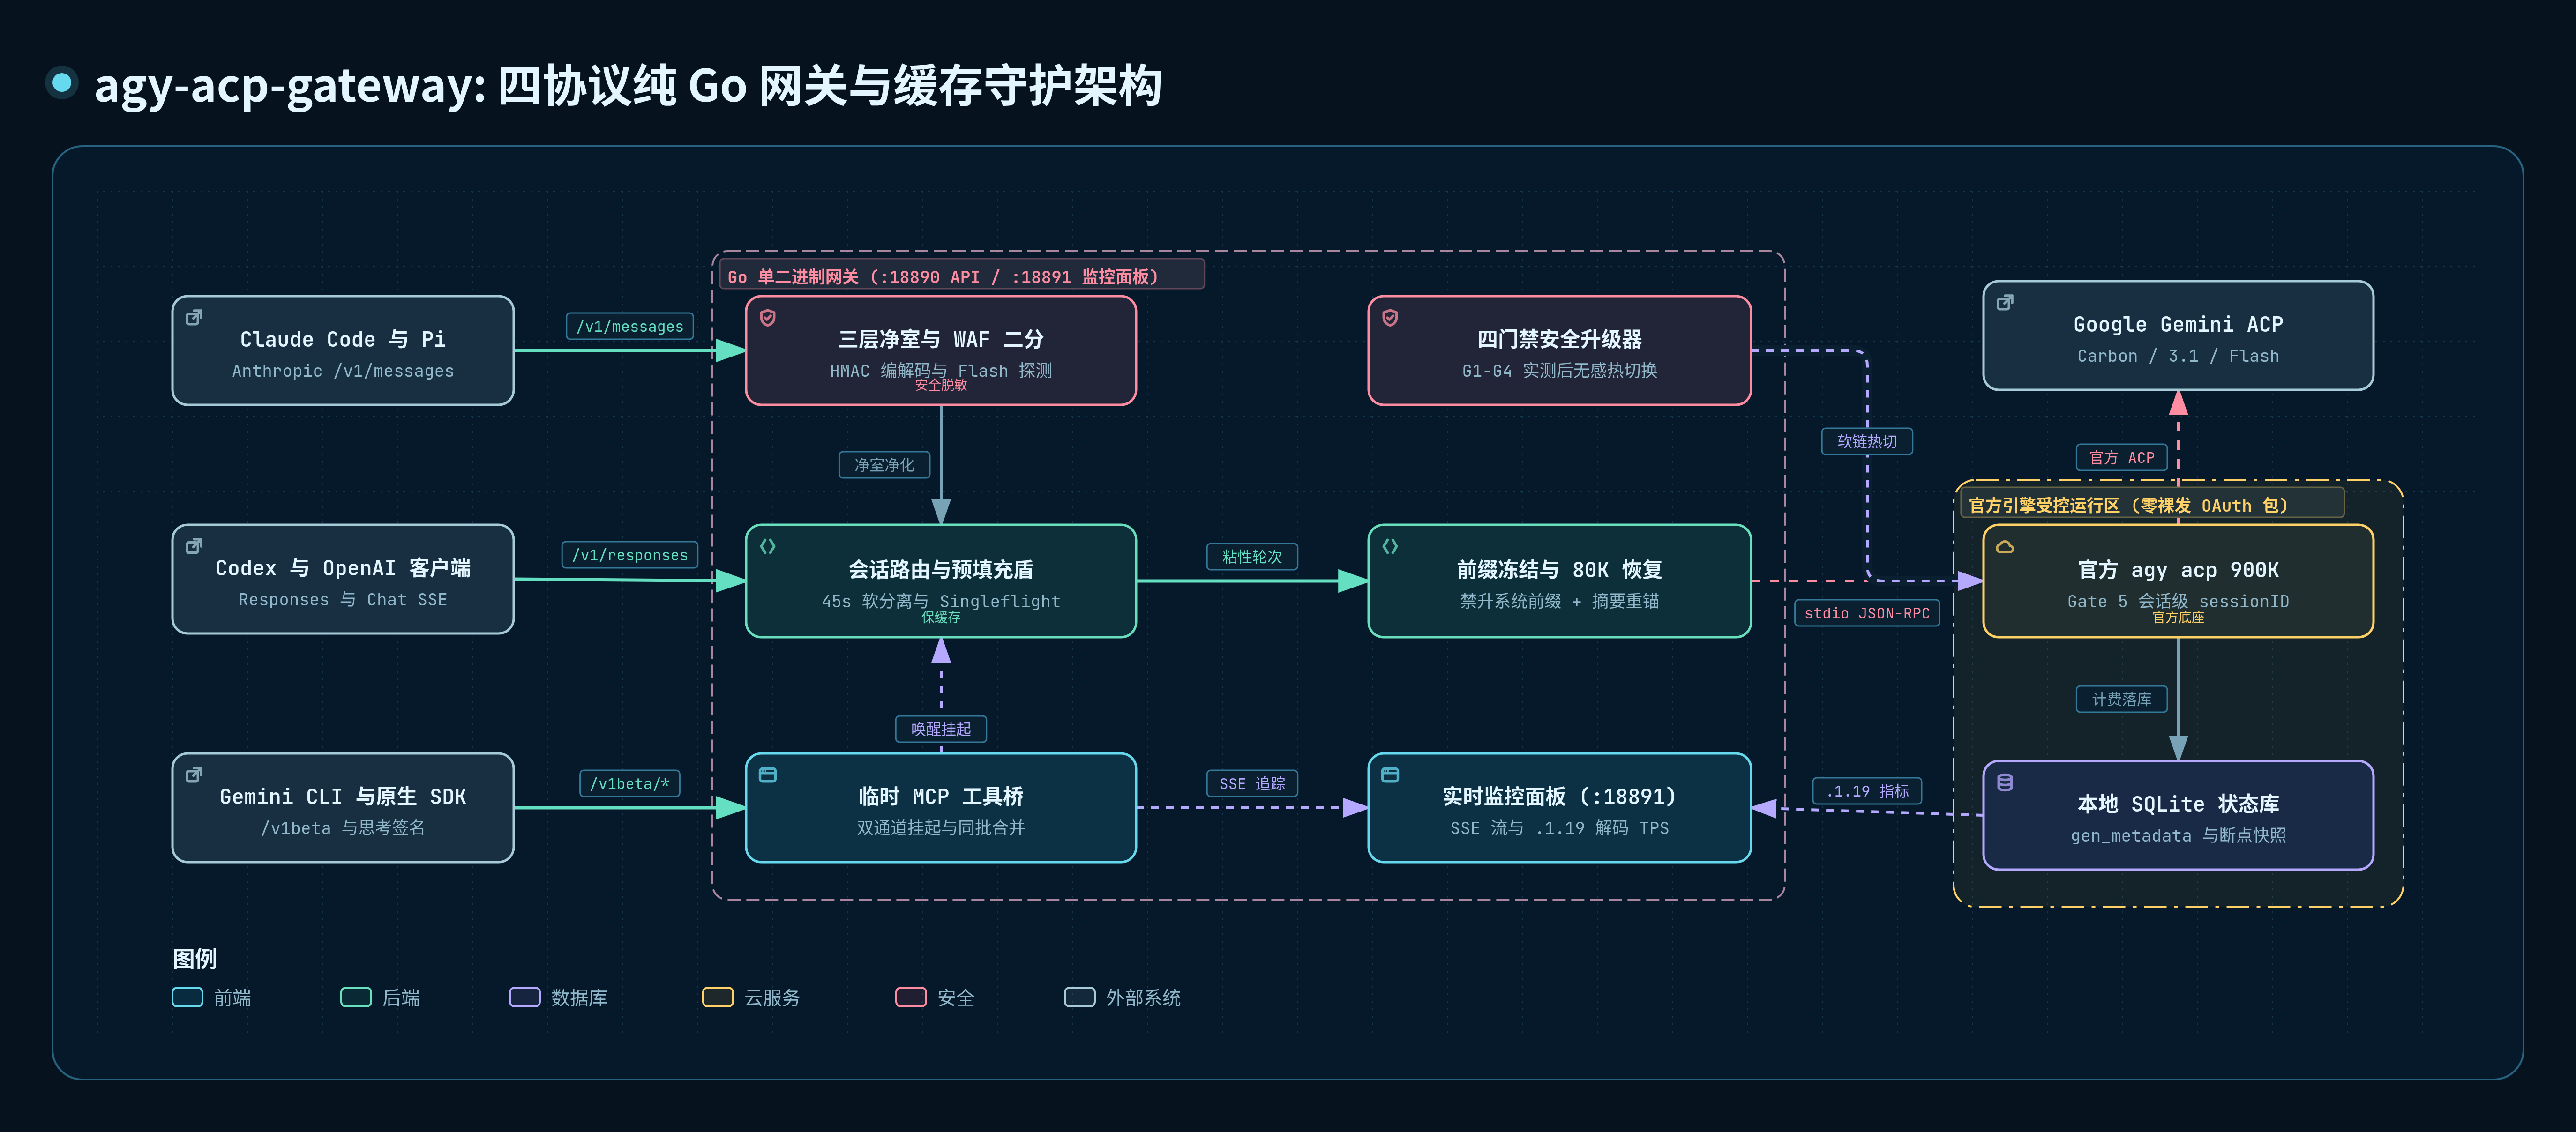 agy-acp-gateway: 四协议纯 Go 网关与缓存守护架构
Go 单二进制网关 (:18890 API / :18891 监控面板)
Claude Code 与 Pi
Anthropic /v1/messages
/v1/messages
三层净室与 WAF 二分
HMAC 编解码与 Flash 探测
安全脱敏
四门禁安全升级器
G1-G4 实测后无感热切换
Google Gemini ACP
Carbon / 3.1 / Flash
净室净化
软链热切
官方 ACP
官方引擎受控运行区 (零裸发 OAuth 包)
Codex 与 OpenAI 客户端
Responses 与 Chat SSE
/v1/responses
会话路由与预填充盾
45s 软分离与 Singleflight
保缓存
粘性轮次
前缀冻结与 80K 恢复
禁升系统前缀 + 摘要重锚
stdio JSON-RPC
官方 agy acp 900K
Gate 5 会话级 sessionID
官方底座
唤醒挂起
计费落库
Gemini CLI 与原生 SDK
/v1beta 与思考签名
/v1beta/*
临时 MCP 工具桥
双通道挂起与同批合并
SSE 追踪
实时监控面板 (:18891)
SSE 流与 .1.19 解码 TPS
.1.19 指标
本地 SQLite 状态库
gen_metadata 与断点快照
图例
前端
后端
数据库
云服务
安全
外部系统